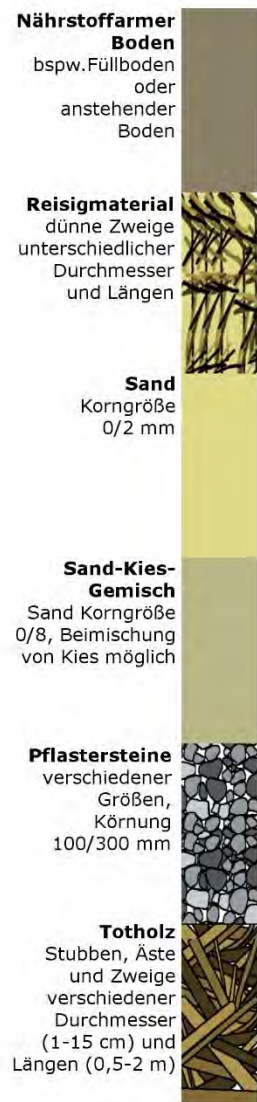 Nährstoffarmer
Boden
bspw.Füllboden
oder
anstehender
Boden
Reisigmaterial
dünne Zweige
unterschiedlicher
Durchmesser
und Längen
Sand
Korngröße
0/2 mm
Sand-Kies-
Gemisch
Sand Korngröße
0/8, Beimischung
von Kies möglich
Pflastersteine
verschiedener
Größen,
Körnung
100/300 mm
Totholz
Stubben, Äste
und Zweige
verschiedener
Durchmesser
(1-15 cm) und
Längen (0,5-2 m)